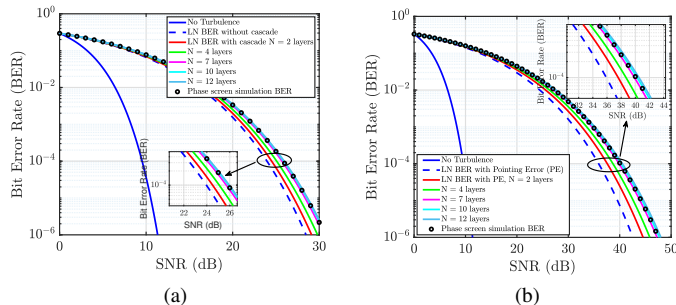 10^0
10^-2
10^-4
10^-6
Bit Error Rate (BER)
0 10 20 30
SNR (dB)
No Turbulence
LN BER without cascade
LN BER with cascade N = 2 layers
N = 4 layers
N = 7 layers
N = 10 layers
N = 12 layers
Phase screen simulation BER
Bit Error Rate (BER)
22 24 26
SNR (dB)
(a)
10^0
10^-2
10^-4
10^-6
Bit Error Rate (BER)
0 10 20 30 40 50
SNR (dB)
Bit Error Rate (BER)
10^-4
32 34 36 38 40 42 44
SNR (dB)
No Turbulence
LN BER with Pointing Error (PE)
LN BER with PE, N = 2 layers
N = 4 layers
N = 7 layers
N = 10 layers
N = 12 layers
Phase screen simulation BER
(b)